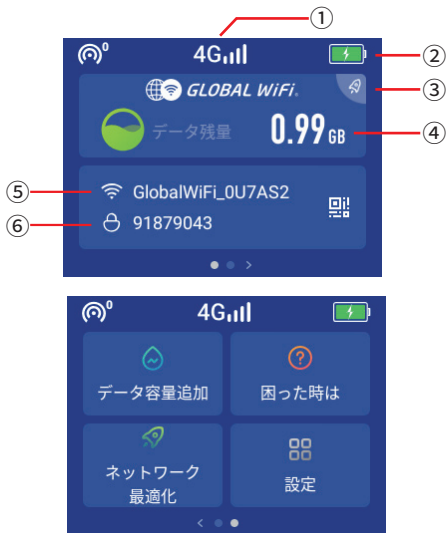 ①
0 4G ②
GLOBAL WiFi. ③
データ残量 0.99 GB ④
⑤ GlobalWiFi_0U7AS2
⑥ 91879043
0 4G
データ容量追加 困った時は
ネットワーク
最適化 設定